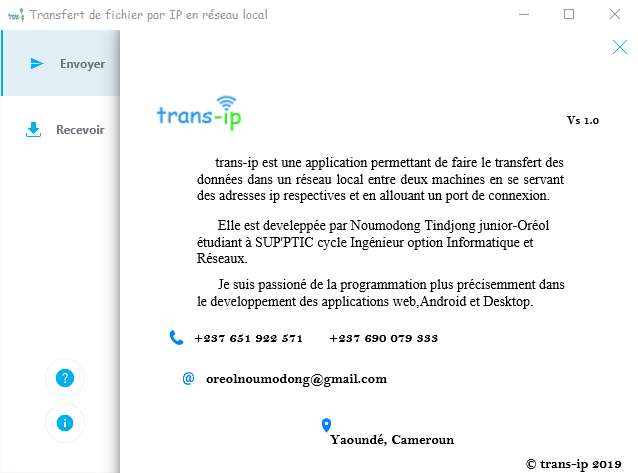 trans-ip Transfert de fichier par IP en réseau local
Envoyer
Recevoir
trans-ip
Vs 1.0
trans-ip est une application permettant de faire le transfert des
données dans un réseau local entre deux machines en se servant
des adresses ip respectives et en allouant un port de connexion.
Elle est develeppée par Noumodong Tindjong junior-Oréol
étudiant à SUP'PTIC cycle Ingénieur option Informatique et
Réseaux.
Je suis passioné de la programmation plus précisemment dans
le developpement des applications web,Android et Desktop.
+237 651 922 571 +237 690 079 333
@ oreolnoumodong@gmail.com
?
i
Yaoundé, Cameroun
© trans-ip 2019